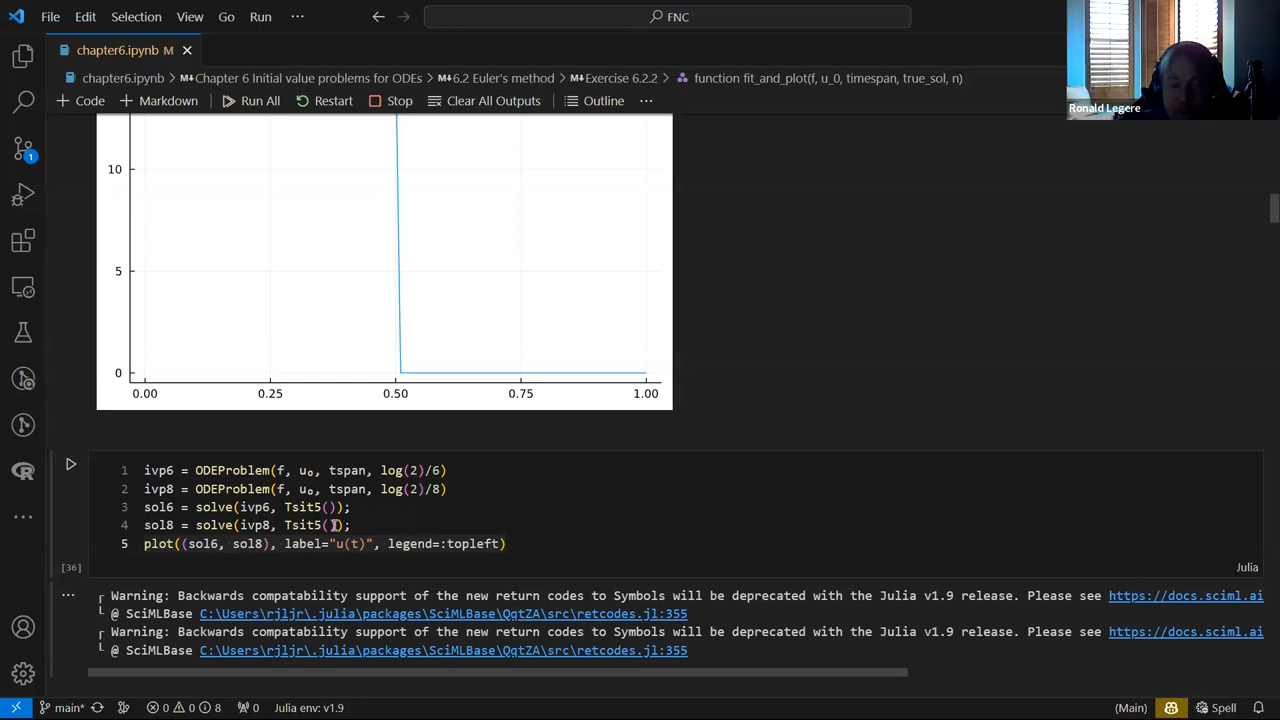 File Edit Selection View Go Run ··· FNC
chapter6.ipynb M
chapter6.ipynb > M↓Chapter 6 Initial value problems for ODEs > M↓6.2 Euler's method > M↓Exercise 6.2.2 > function find_end_plot(f, u_0, timespan, true_sol, n)
+ Code + Markdown Run All Restart Stop Clear All Outputs Outline ···
Ronald Legere
10
5
0
0.00 0.25 0.50 0.75 1.00
1 ivp6 = ODEProblem(f, u₀, tspan, log(2)/6)
2 ivp8 = ODEProblem(f, u₀, tspan, log(2)/8)
3 sol6 = solve(ivp6, Tsit5());
4 sol8 = solve(ivp8, Tsit5());
5 plot((sol6, sol8), label="u(t)", legend=:topleft)
[36] Julia
┌ Warning: Backwards compatability support of the new return codes to Symbols will be deprecated with the Julia v1.9 release. Please see https://docs.sciml.ai
└ @ SciMLBase C:\Users\rjljr\.julia\packages\SciMLBase\QqtZA\src\retcodes.jl:355
┌ Warning: Backwards compatability support of the new return codes to Symbols will be deprecated with the Julia v1.9 release. Please see https://docs.sciml.ai
└ @ SciMLBase C:\Users\rjljr\.julia\packages\SciMLBase\QqtZA\src\retcodes.jl:355
main* 0 0 8 0 Julia env: v1.9 (Main) Spell